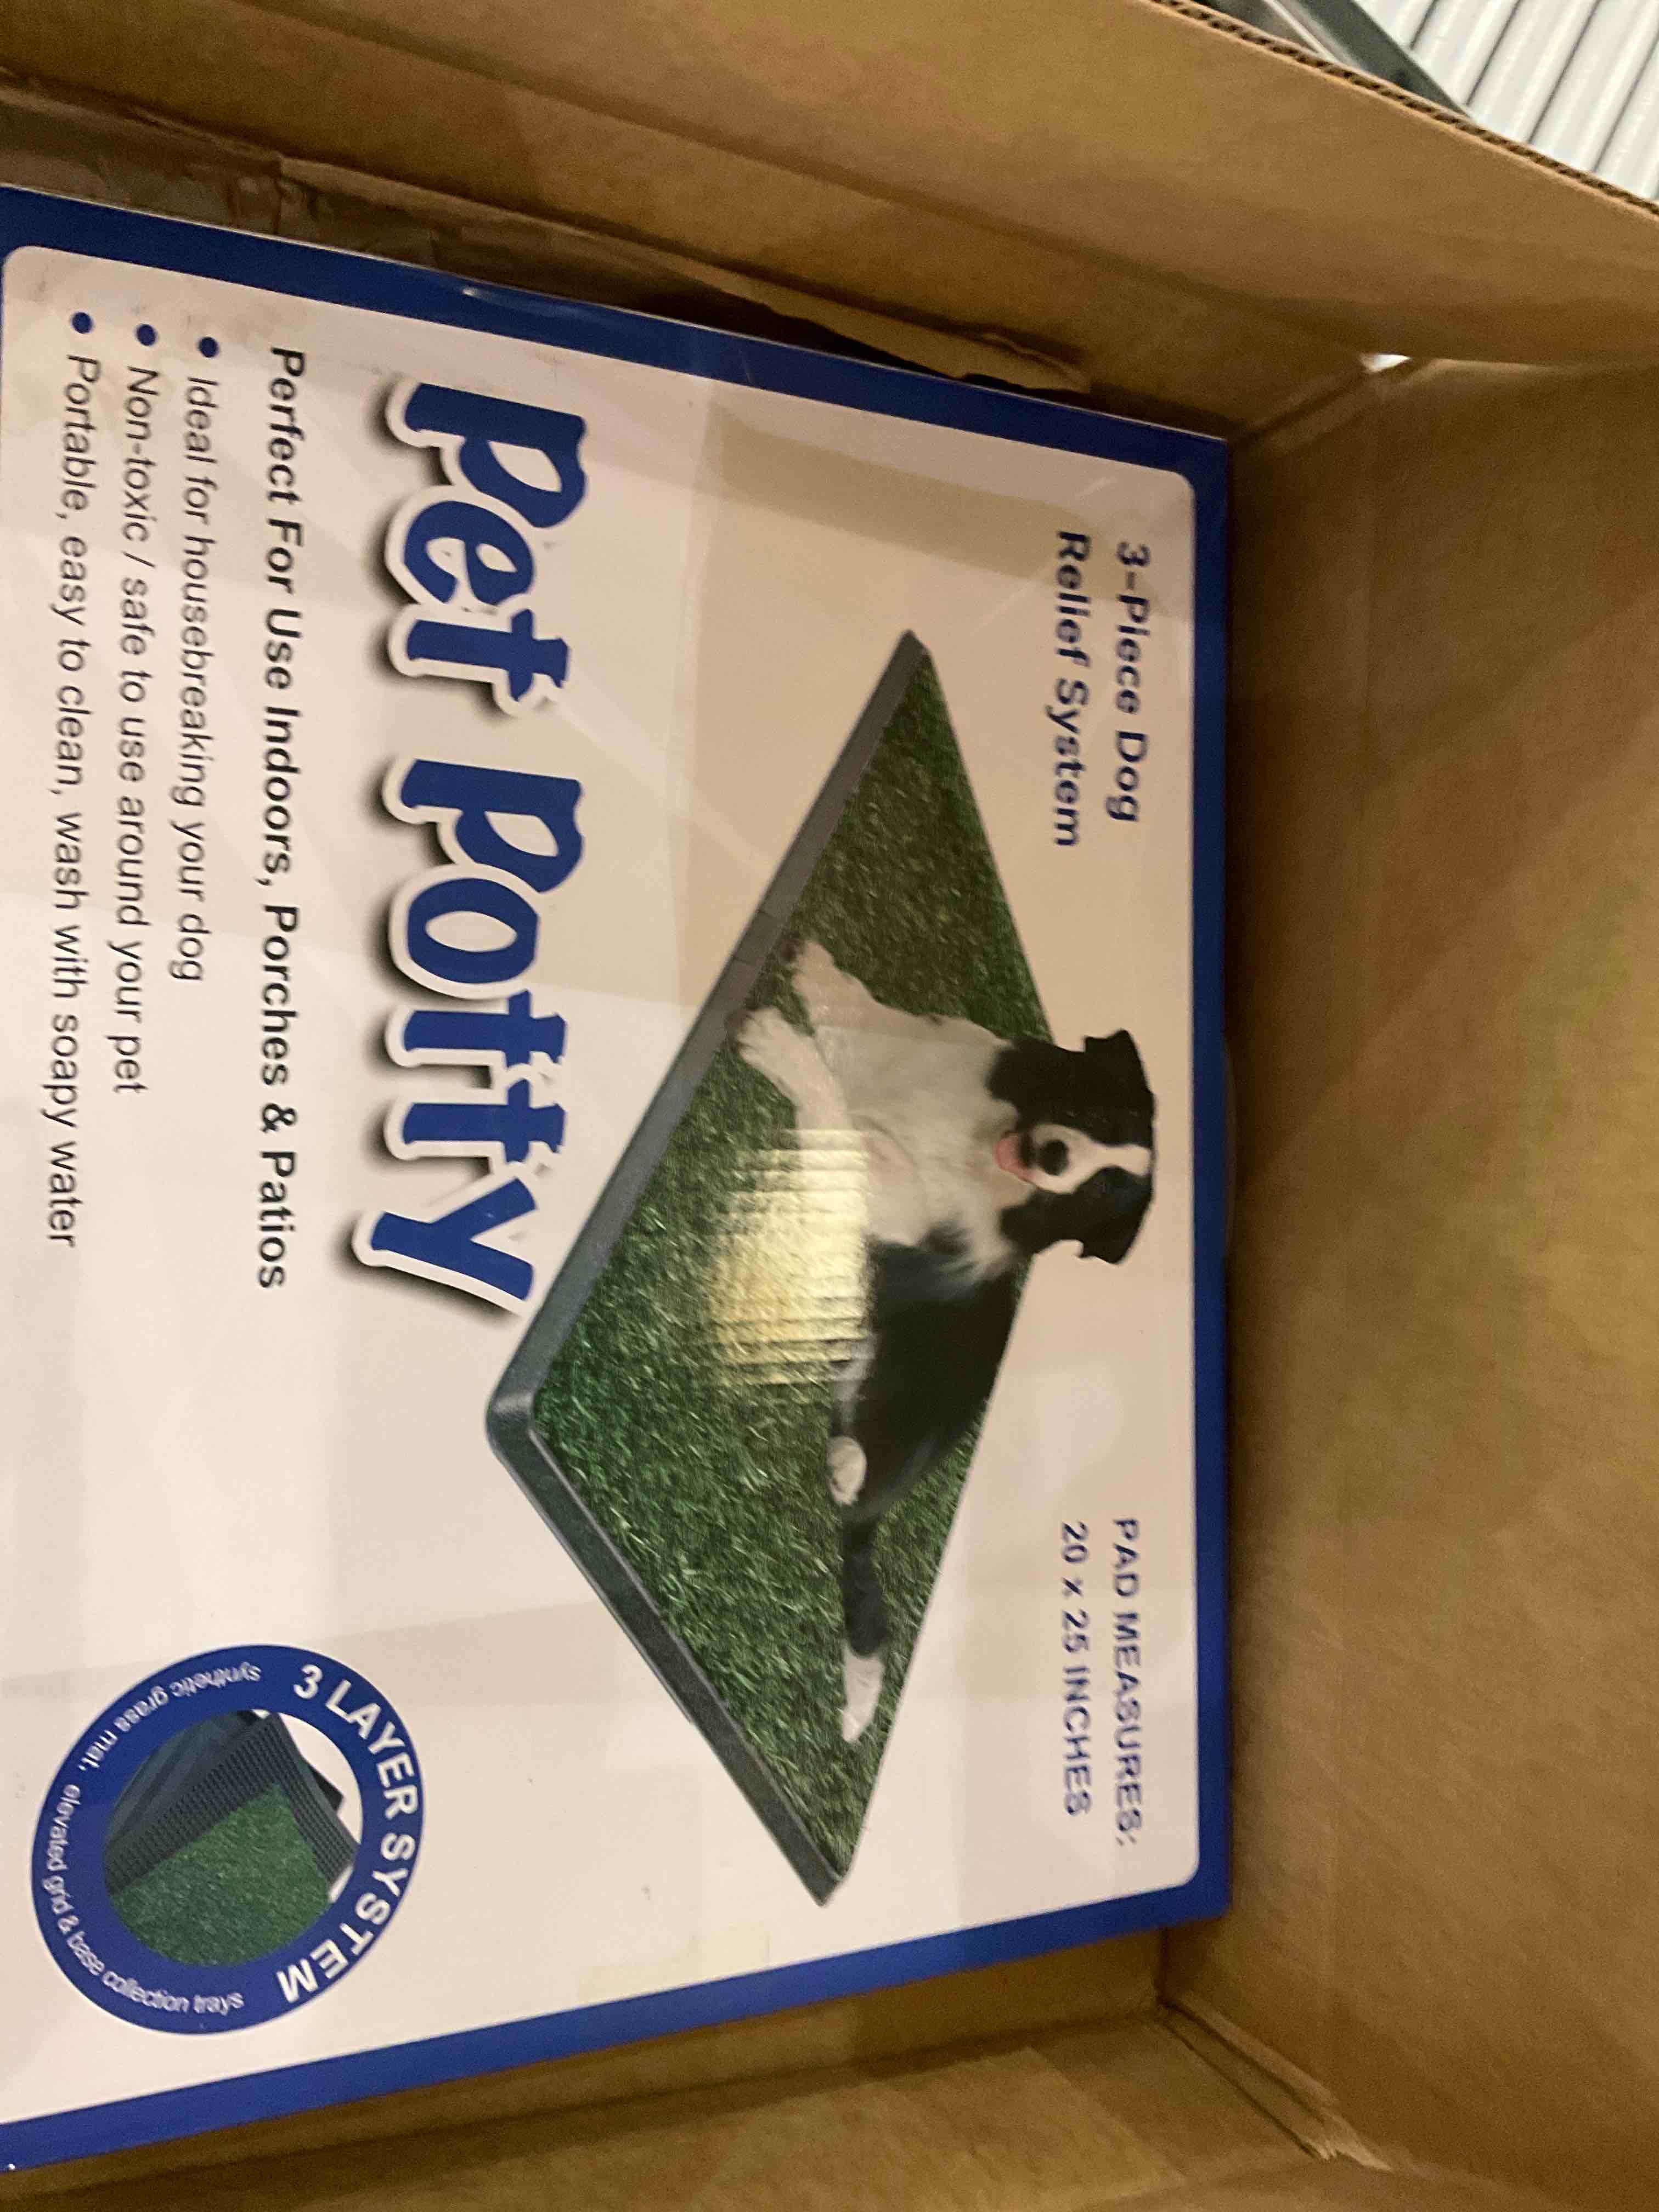 3-Piece Dog
Relief System
PAD MEASURES:
20 x 25 INCHES
Pet Potty
Perfect For Use Indoors, Porches & Patios
• Ideal for housebreaking your dog
• Non-toxic / safe to use around your pet
• Portable, easy to clean, wash with soapy water
3 LAYER SYSTEM
synthetic grass mat, elevated grid & base collection trays